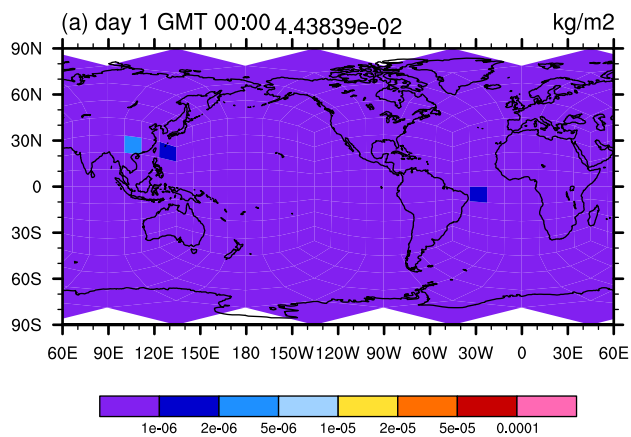 (a) day 1 GMT 00:00 4.43839e-02 kg/m2
90N
60N
30N
0
30S
60S
90S
60E 90E 120E 150E 180 150W 120W 90W 60W 30W 0 30E 60E
1e-06 2e-06 5e-06 1e-05 2e-05 5e-05 0.0001